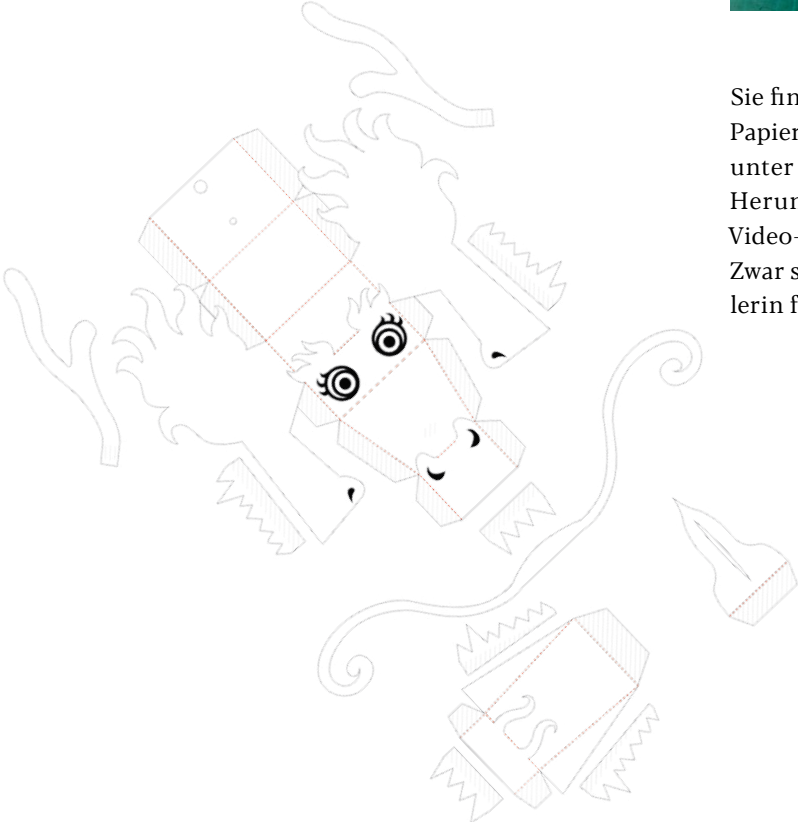 Sie fin
Papier
unter
Herun
Video-
Zwar s
lerin f